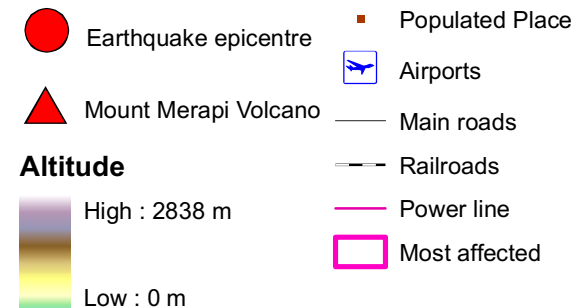 Earthquake epicentre
Mount Merapi Volcano
Altitude
High : 2838 m
Low : 0 m
Populated Place
Airports
Main roads
Railroads
Power line
Most affected